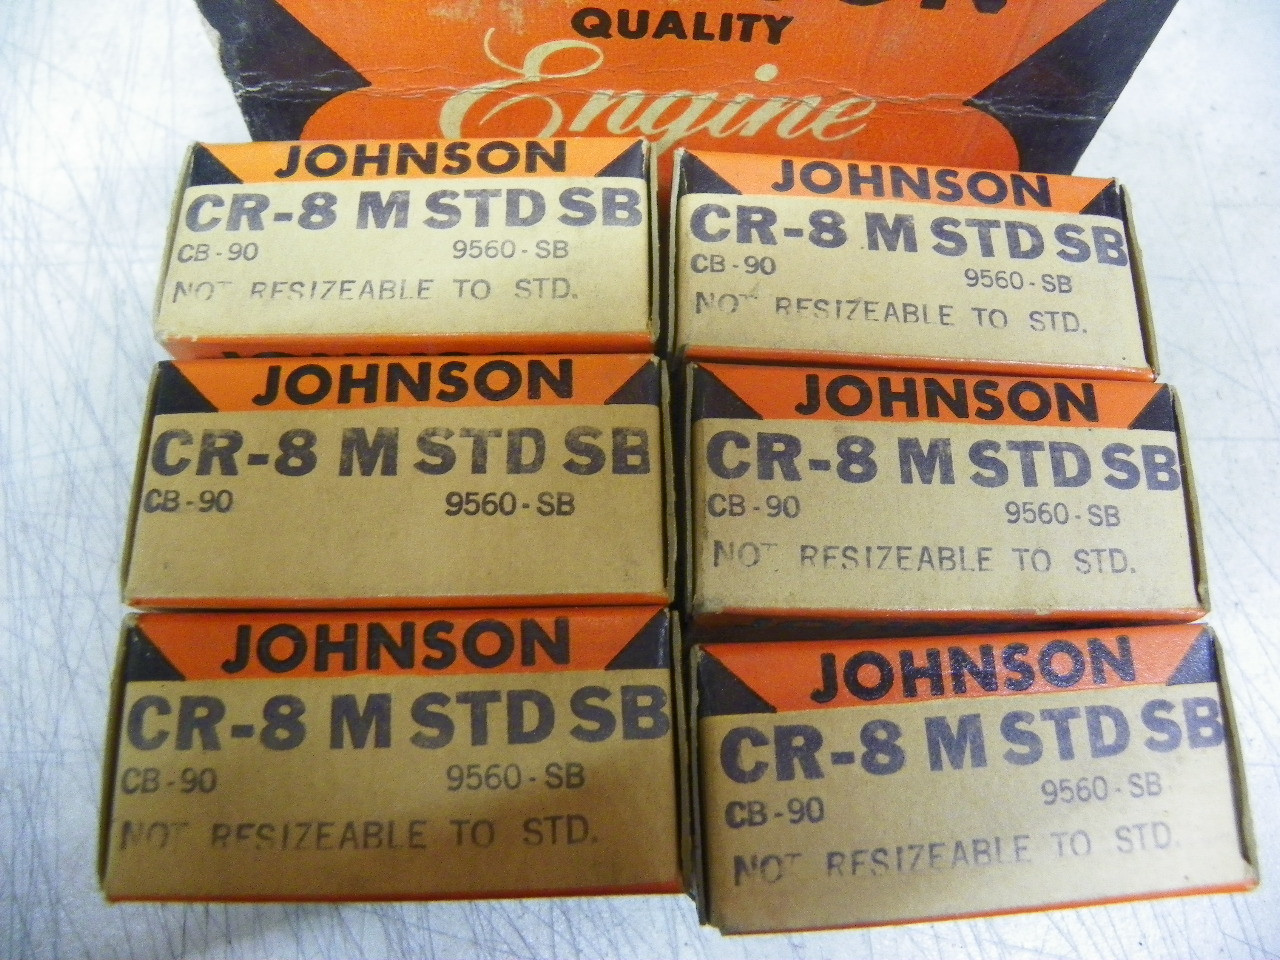 QUALITY
Engine
JOHNSON
CR-8 M STD SB
CB-90 9560-SB
NOT RESIZEABLE TO STD.
JOHNSON
CR-8 M STD SB
CB-90 9560-SB
NOT RESIZEABLE TO STD.
JOHNSON
JOHNSON
CR-8 M STD SB
CB-90 9560-SB
JOHNSON
CR-8 M STD SB
CB-90 9560-SB
NOT RESIZEABLE TO STD.
JOHNSON
CR-8 M STD SB
CB-90 9560-SB
NOT RESIZEABLE TO STD.
JOHNSON
CR-8 M STD SB
CB-90 9560-SB
NOT RESIZEABLE TO STD.